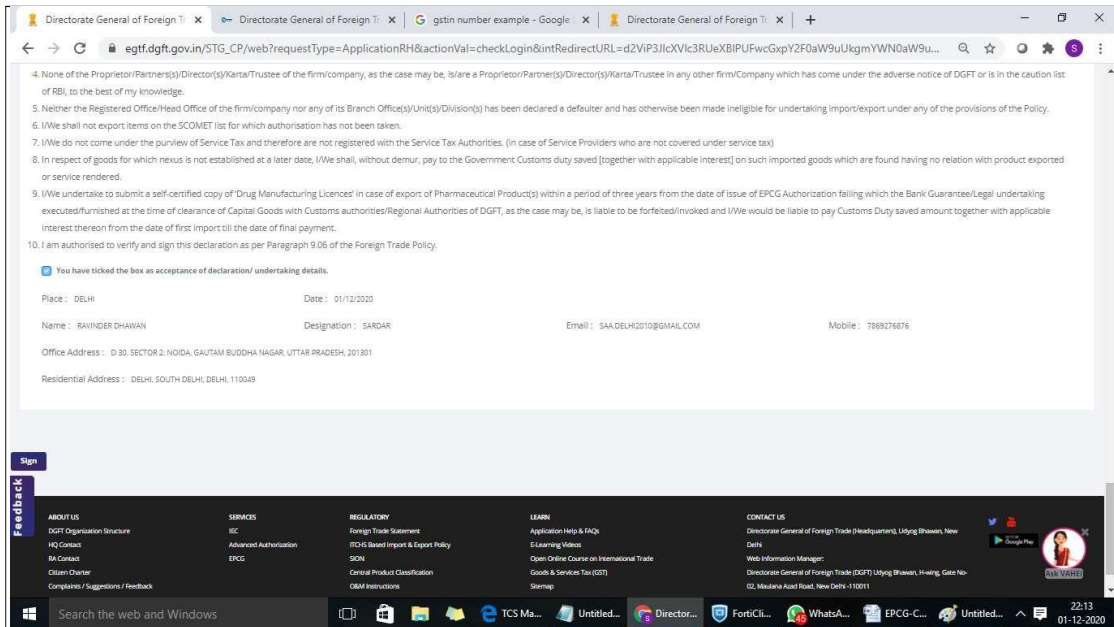 Directorate General of Foreign Tr
Directorate General of Foreign Ti
gstin number example - Google
Directorate General of Foreign Tr
egtf.dgft.gov.in/STG_CP/web?requestType=ApplicationRH&actionVal=checkLogin&intRedirectURL=
4. None of the Proprietor/Partners(s)/Director(s)/Karta/Trustee of the firm/company, as the case may be, is/are a Proprietor/Partner(s)/Director(s)/Karta/Trustee in any other firm/Company which has come under the adverse notice of DGFT or is in the caution list
of RBI, to the best of my knowledge.
5. Neither the Registered Office/Head Office of the firm/company nor any of its Branch Office(s)/Unit(s)/Division(s) has been declared a defaulter and has otherwise been made ineligible for undertaking import/export under any of the provisions of the Policy.
6. I/We shall not export items on the SCOMET list for which authorisation has not been taken.
7. I/We do not come under the purview of Service Tax and therefore are not registered with the Service Tax Authorities. (in case of Service Providers who are not covered under service tax)
8. In respect of goods for which nexus is not established at a later date, I/We shall, without demur, pay to the Government Customs duty saved [together with applicable interest] on such imported goods which are found having no relation with product exported
or service rendered.
9. I/We undertake to submit a self-certified copy of 'Drug Manufacturing Licences' in case of export of Pharmaceutical Product(s) within a period of three years from the date of issue of EPCG Authorization failing which the Bank Guarantee/Legal undertaking
executed/furnished at the time of clearance of Capital Goods with Customs authorities/Regional Authorities of DGFT, as the case may be, is liable to be forfeited/invoked and I/We would be liable to pay Customs Duty saved amount together with applicable
interest thereon from the date of first import till the date of final payment.
10. I am authorised to verify and sign this declaration as per Paragraph 9.06 of the Foreign Trade Policy.
You have ticked the box as acceptance of declaration/ undertaking details.
Place : DELHI Date : 01/12/2020
Name : RAVINDER DHAWAN Designation : SARDAR Email : SAA.DELHI2010@GMAIL.COM Mobile : 7869276876
Office Address : D 30, SECTOR 2, NOIDA, GAUTAM BUDDHA NAGAR, UTTAR PRADESH, 201301
Residential Address : DELHI, SOUTH DELHI, DELHI, 110049
Sign
Feedback
ABOUT US
DGFT Organization Structure
HQ Contact
RA Contact
Citizen Charter
Complaints / Suggestions / Feedback
SERVICES
IEC
Advanced Authorization
EPCG
REGULATORY
Foreign Trade Statement
ITCHS Based Import & Export Policy
SION
Central Product Classification
O&M Instructions
LEARN
Application Help & FAQs
E-Learning Videos
Open Online Course on International Trade
Goods & Services Tax (GST)
Sitemap
CONTACT US
Directorate General of Foreign Trade (Headquarters), Udyog Bhawan, New
Delhi
Web Information Manager:
Directorate General of Foreign Trade (DGFT) Udyog Bhawan, H-wing, Gate No-
02, Maulana Azad Road, New Delhi -110011
Google Play
Ask VAHEI
Search the web and Windows
TCS Ma...
Untitled...
Director...
FortiCli...
45
WhatsA...
EPCG-C...
Untitled...
22:13
01-12-2020